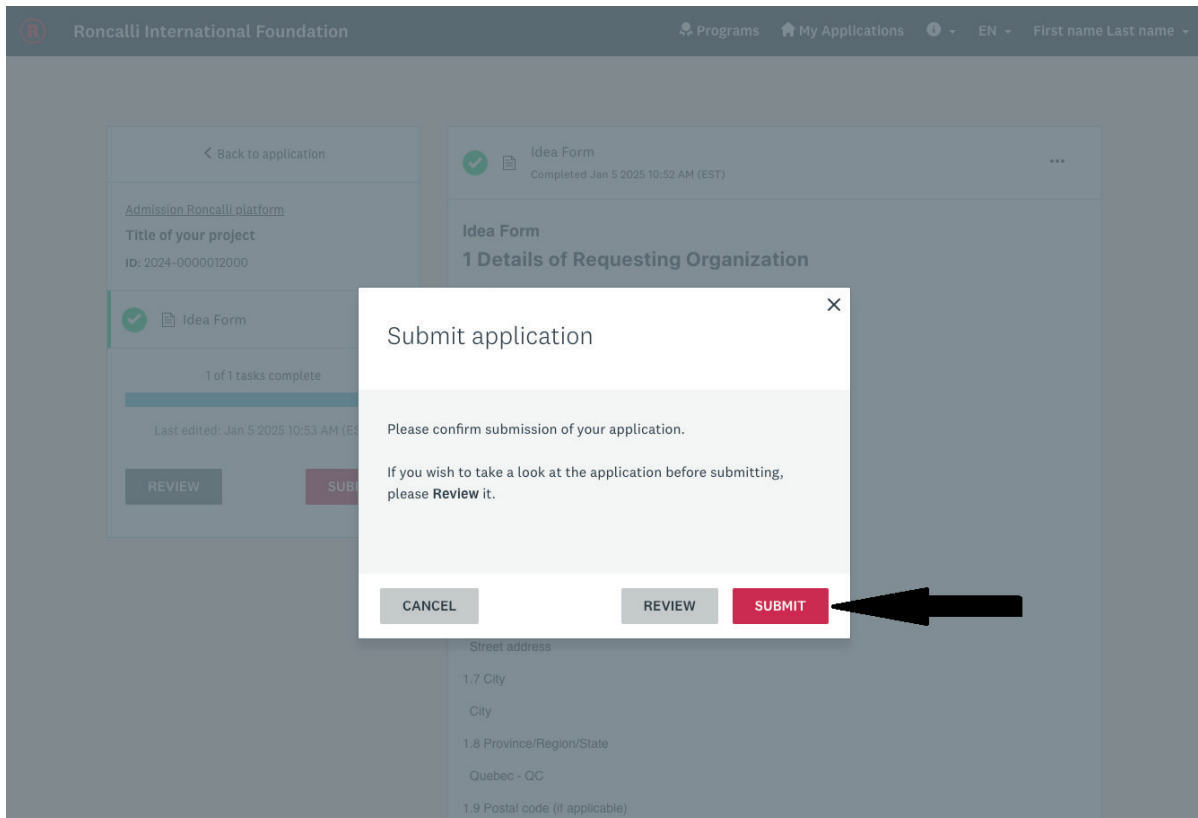 R Roncalli International Foundation Programs My Applications EN First name Last name
Back to application
Admission Roncalli platform
Title of your project
ID: 2024-0000012000
Idea Form
1 of 1 tasks complete
Last edited: Jan 5 2025 10:53 AM (ES
REVIEW SUB
Idea Form
Completed Jan 5 2025 10:52 AM (EST)
...
Idea Form
1 Details of Requesting Organization
Submit application
Please confirm submission of your application.
If you wish to take a look at the application before submitting,
please Review it.
CANCEL REVIEW SUBMIT
Street address
1.7 City
City
1.8 Province/Region/State
Quebec - QC
1.9 Postal code (if applicable)